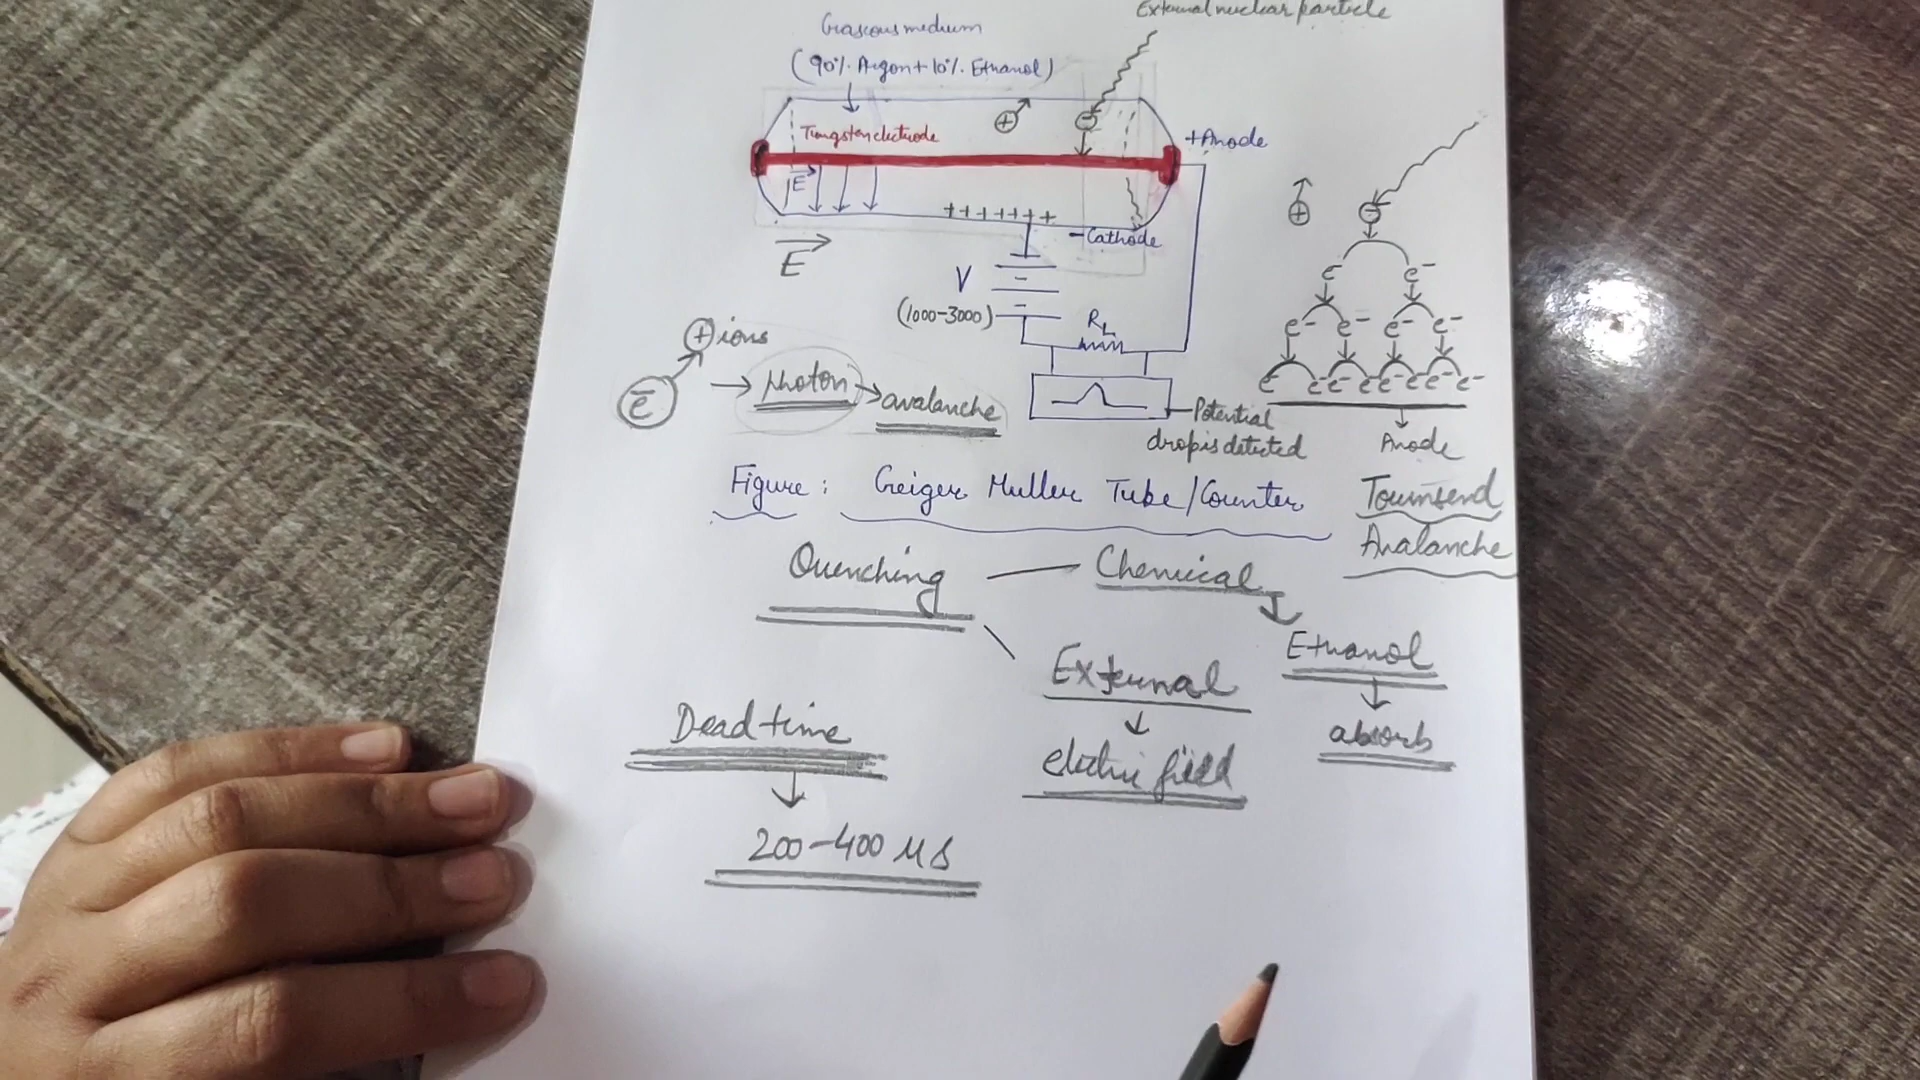 External nuclear particle
Gaseous medium
(90% Argon + 10% Ethanol)
+
-
+Anode
Tungsten electrode
E
+++++++
-Cathode
E
V
(1000-3000)
RL
+ ions
e-
photon
avalanche
Potential
drop is detected
+
-
e- e-
e- e- e- e-
e- e- e- e- e- e- e- e-
Anode
Figure: Geiger Muller Tube/Counter
Townsend
Avalanche
Quenching
Chemical
Ethanol
absorb
External
electric field
Dead time
200-400 μs